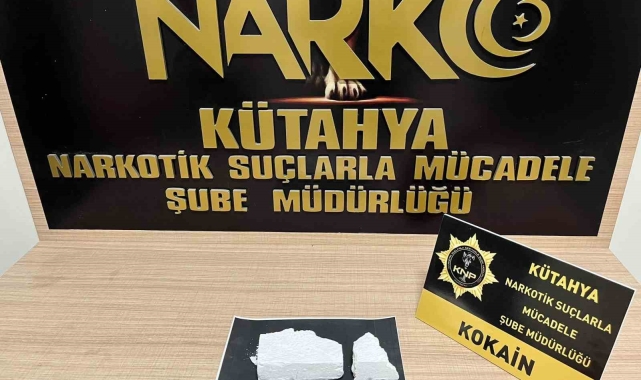 NARKO
KÜTAHYA
NARKOTİK SUÇLARLA MÜCADELE
ŞUBE MÜDÜRLÜĞÜ
KNP
KÜTAHYA
NARKOTİK SUÇLARLA
MÜCADELE
ŞUBE MÜDÜRLÜĞÜ
KOKAİN